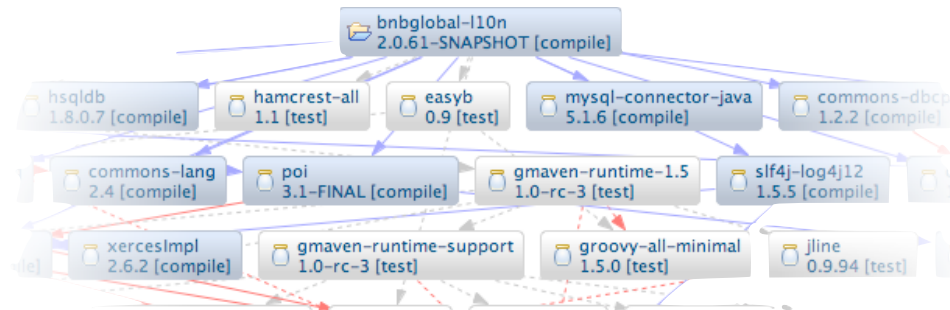 bnbglobal-l10n
2.0.61-SNAPSHOT [compile]
hsqldb
1.8.0.7 [compile]
hamcrest-all
1.1 [test]
easyb
0.9 [test]
mysql-connector-java
5.1.6 [compile]
commons-dbcp
1.2.2 [compile]
commons-lang
2.4 [compile]
poi
3.1-FINAL [compile]
gmaven-runtime-1.5
1.0-rc-3 [test]
slf4j-log4j12
1.5.5 [compile]
xercesImpl
2.6.2 [compile]
gmaven-runtime-support
1.0-rc-3 [test]
groovy-all-minimal
1.5.0 [test]
jline
0.9.94 [test]